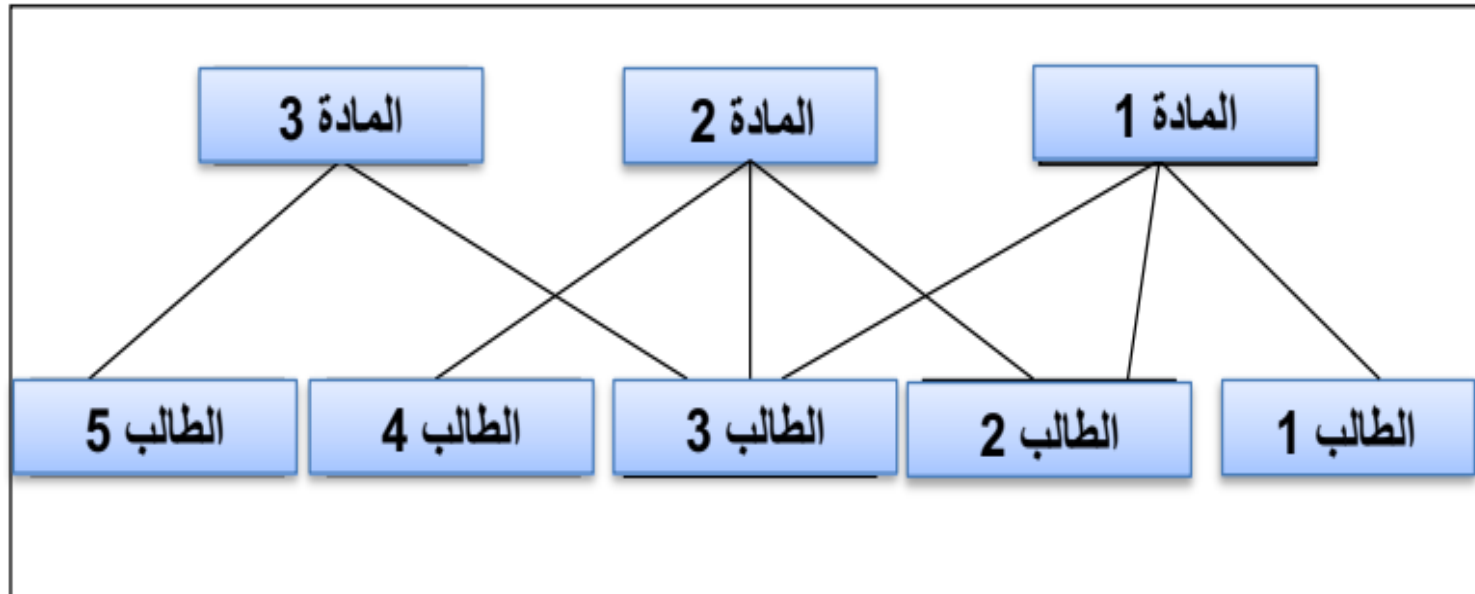 المادة 1
المادة 2
المادة 3
الطالب 1
الطالب 2
الطالب 3
الطالب 4
الطالب 5